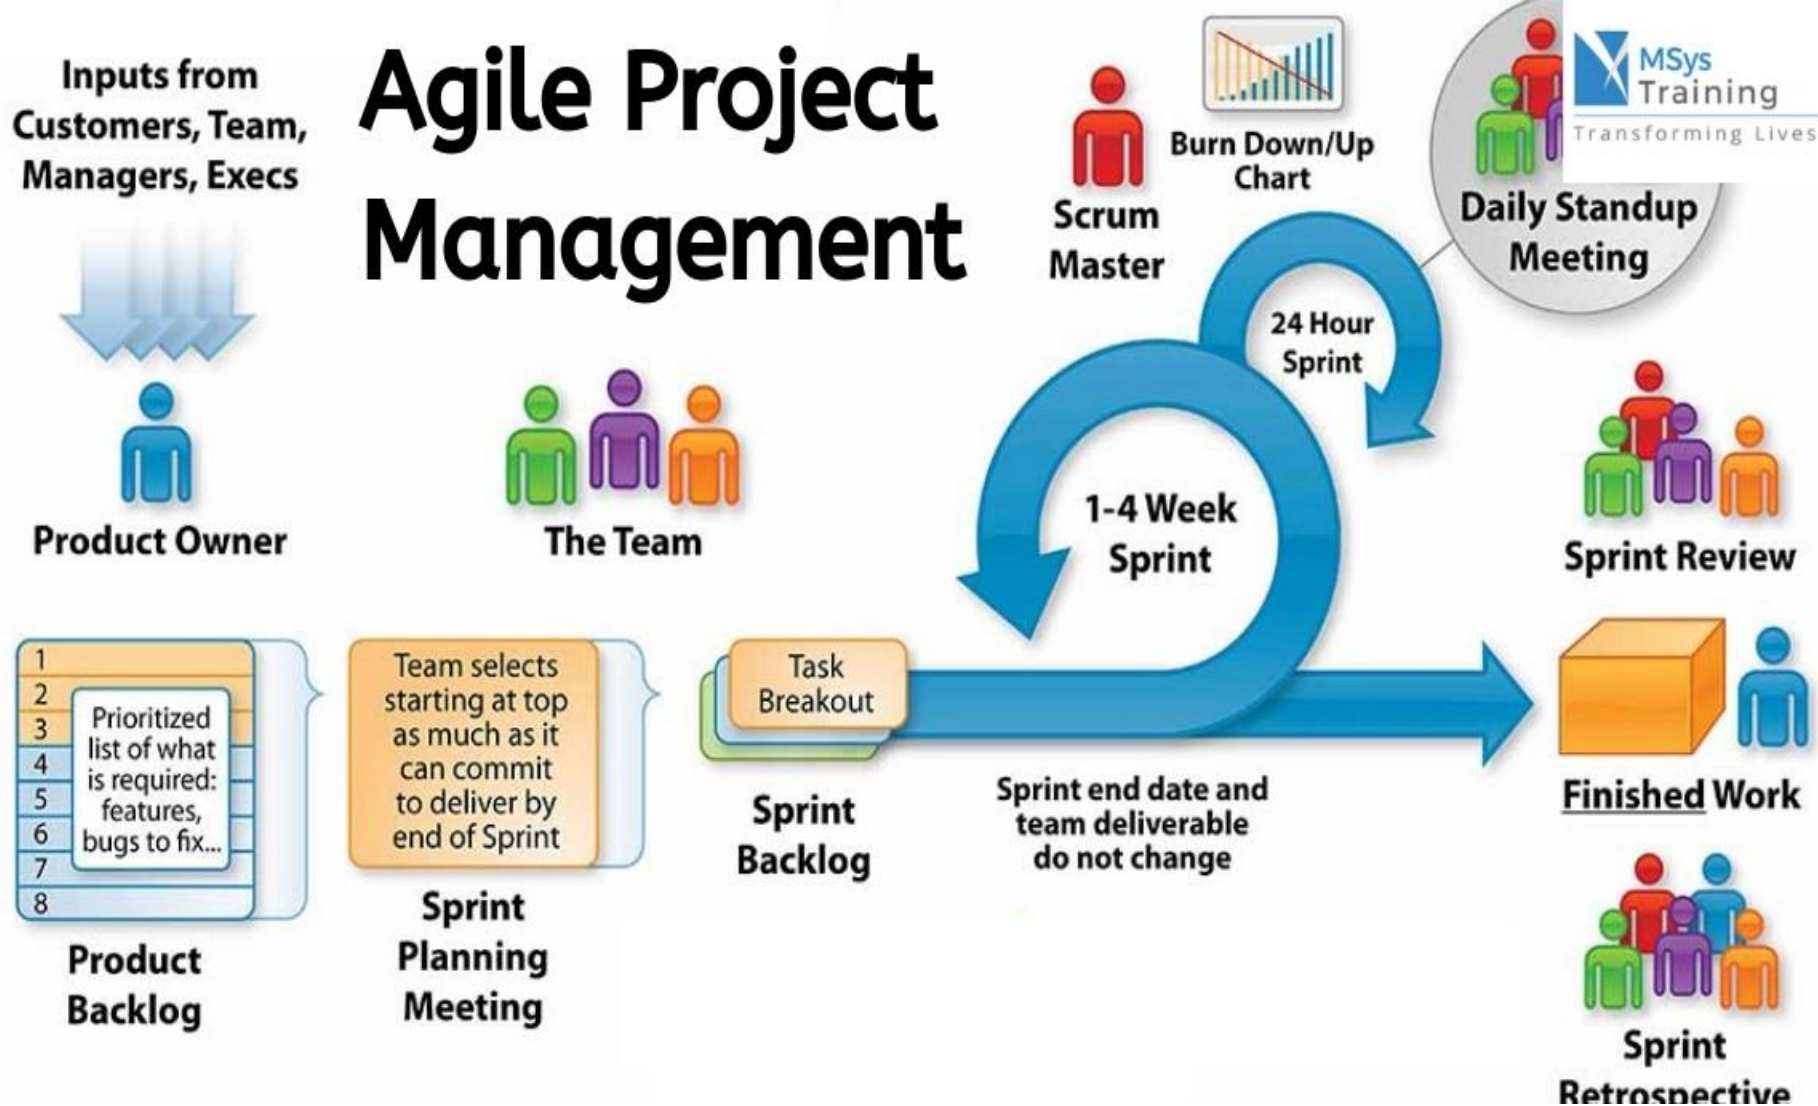 Inputs from
Customers, Team,
Managers, Execs
Agile Project
Management
Scrum
Master
Burn Down/Up
Chart
MSys
Training
Transforming Lives
Daily Standup
Meeting
24 Hour
Sprint
Product Owner
The Team
1-4 Week
Sprint
Sprint Review
1
2
3
4
5
6
7
8
Prioritized
list of what
is required:
features,
bugs to fix...
Product
Backlog
Team selects
starting at top
as much as it
can commit
to deliver by
end of Sprint
Sprint
Planning
Meeting
Task
Breakout
Sprint
Backlog
Sprint end date and
team deliverable
do not change
Finished Work
Sprint
Retrospective